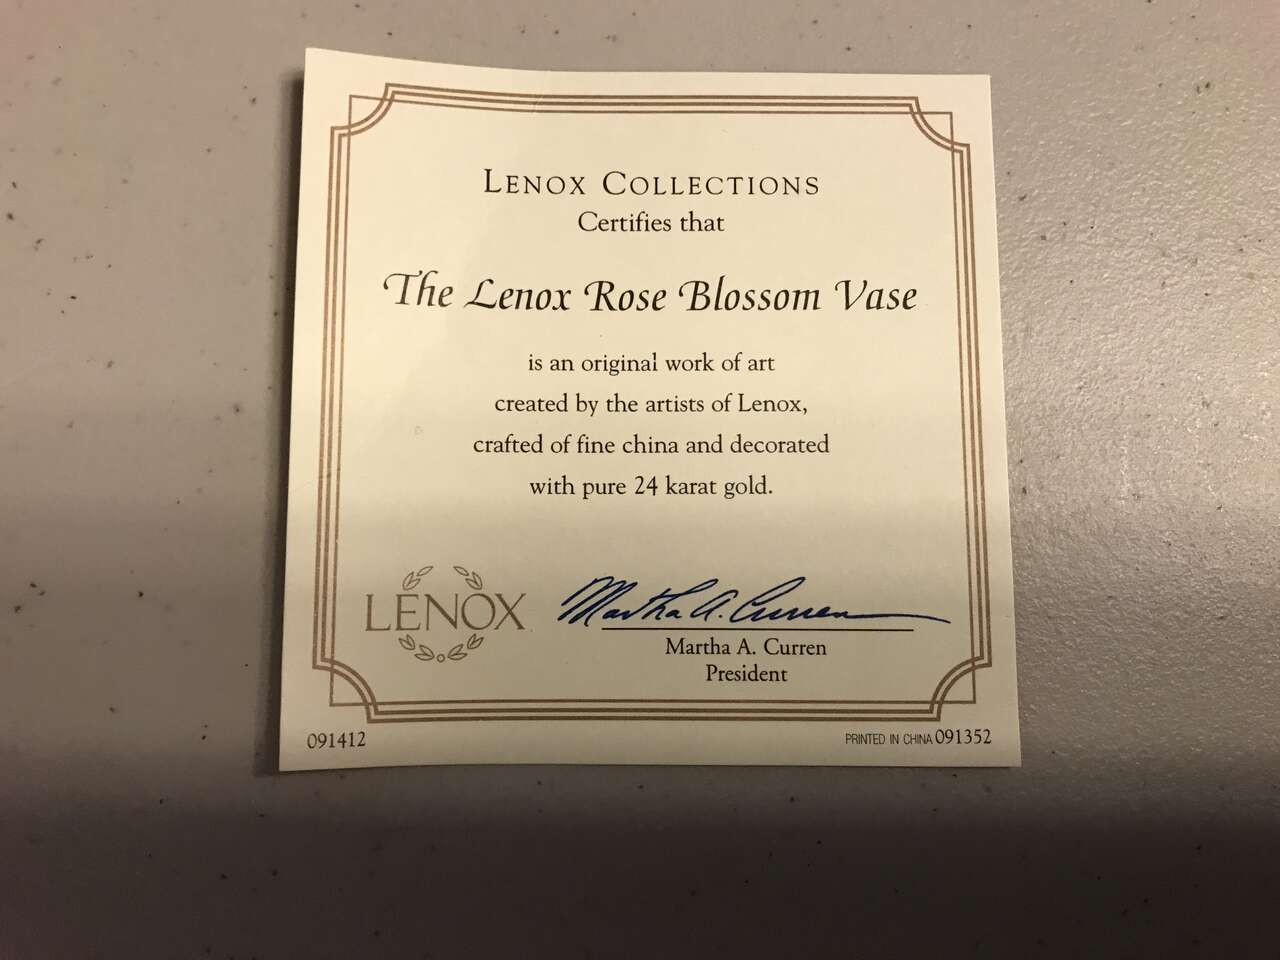 LENOX COLLECTIONS
Certifies that
The Lenox Rose Blossom Vase
is an original work of art
created by the artists of Lenox,
crafted of fine china and decorated
with pure 24 karat gold.
LENOX
Martha A. Curren
Martha A. Curren
President
091412
PRINTED IN CHINA 091352